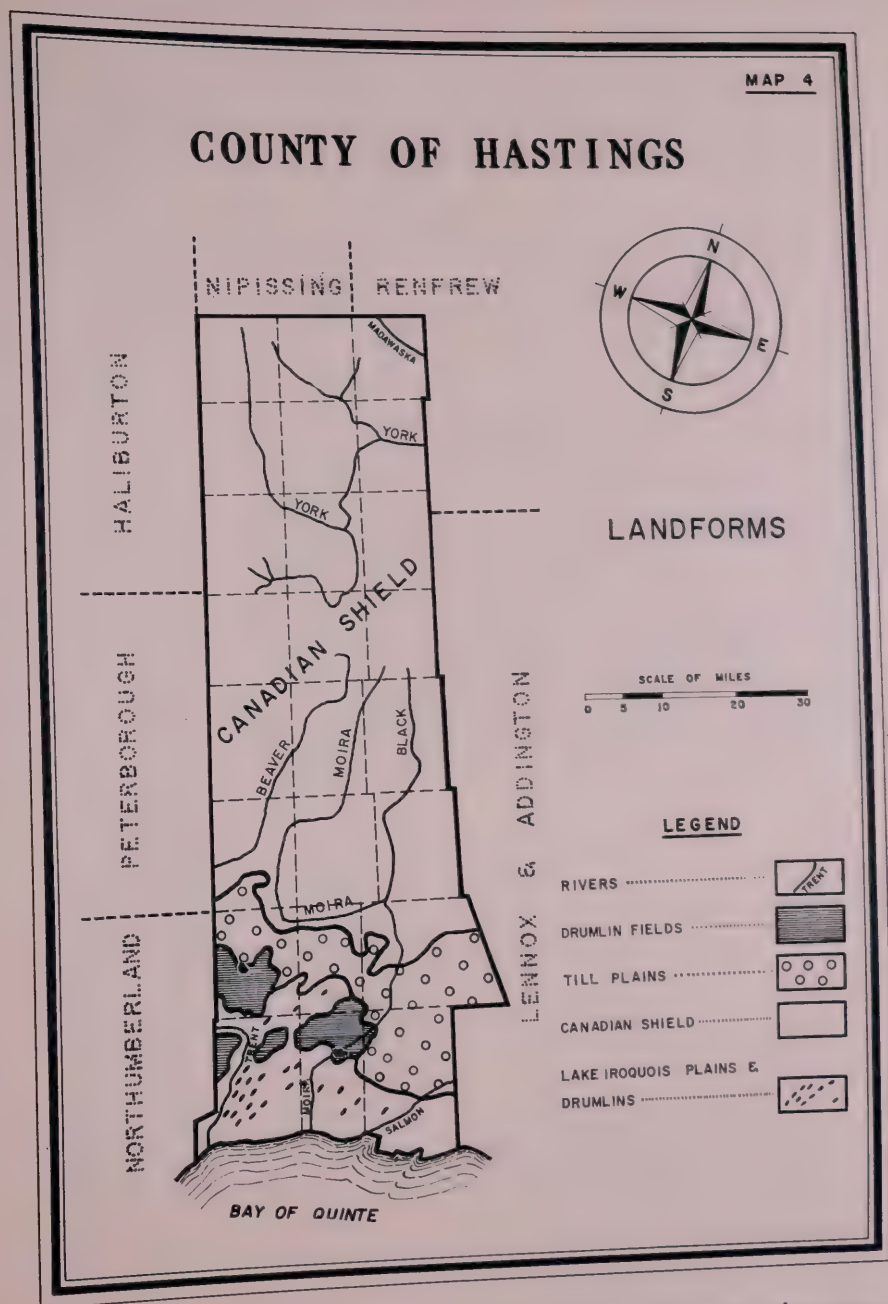 MAP 4
COUNTY OF HASTINGS
N
W
E
S
NIPISSING
RENFREW
HALIBURTON
PETERBOROUGH
NORTHUMBERLAND
LENNOX & ADDINGTON
MADAWASKA
YORK
YORK
CANADIAN SHIELD
BEAVER
MOIRA
BLACK
MOIRA
TRENT
MOIRA
SALMON
BAY OF QUINTE
LANDFORMS
SCALE OF MILES
0 5 10 20 30
LEGEND
RIVERS
TRENT
DRUMLIN FIELDS
TILL PLAINS
CANADIAN SHIELD
LAKE IROQUOIS PLAINS &
DRUMLINS